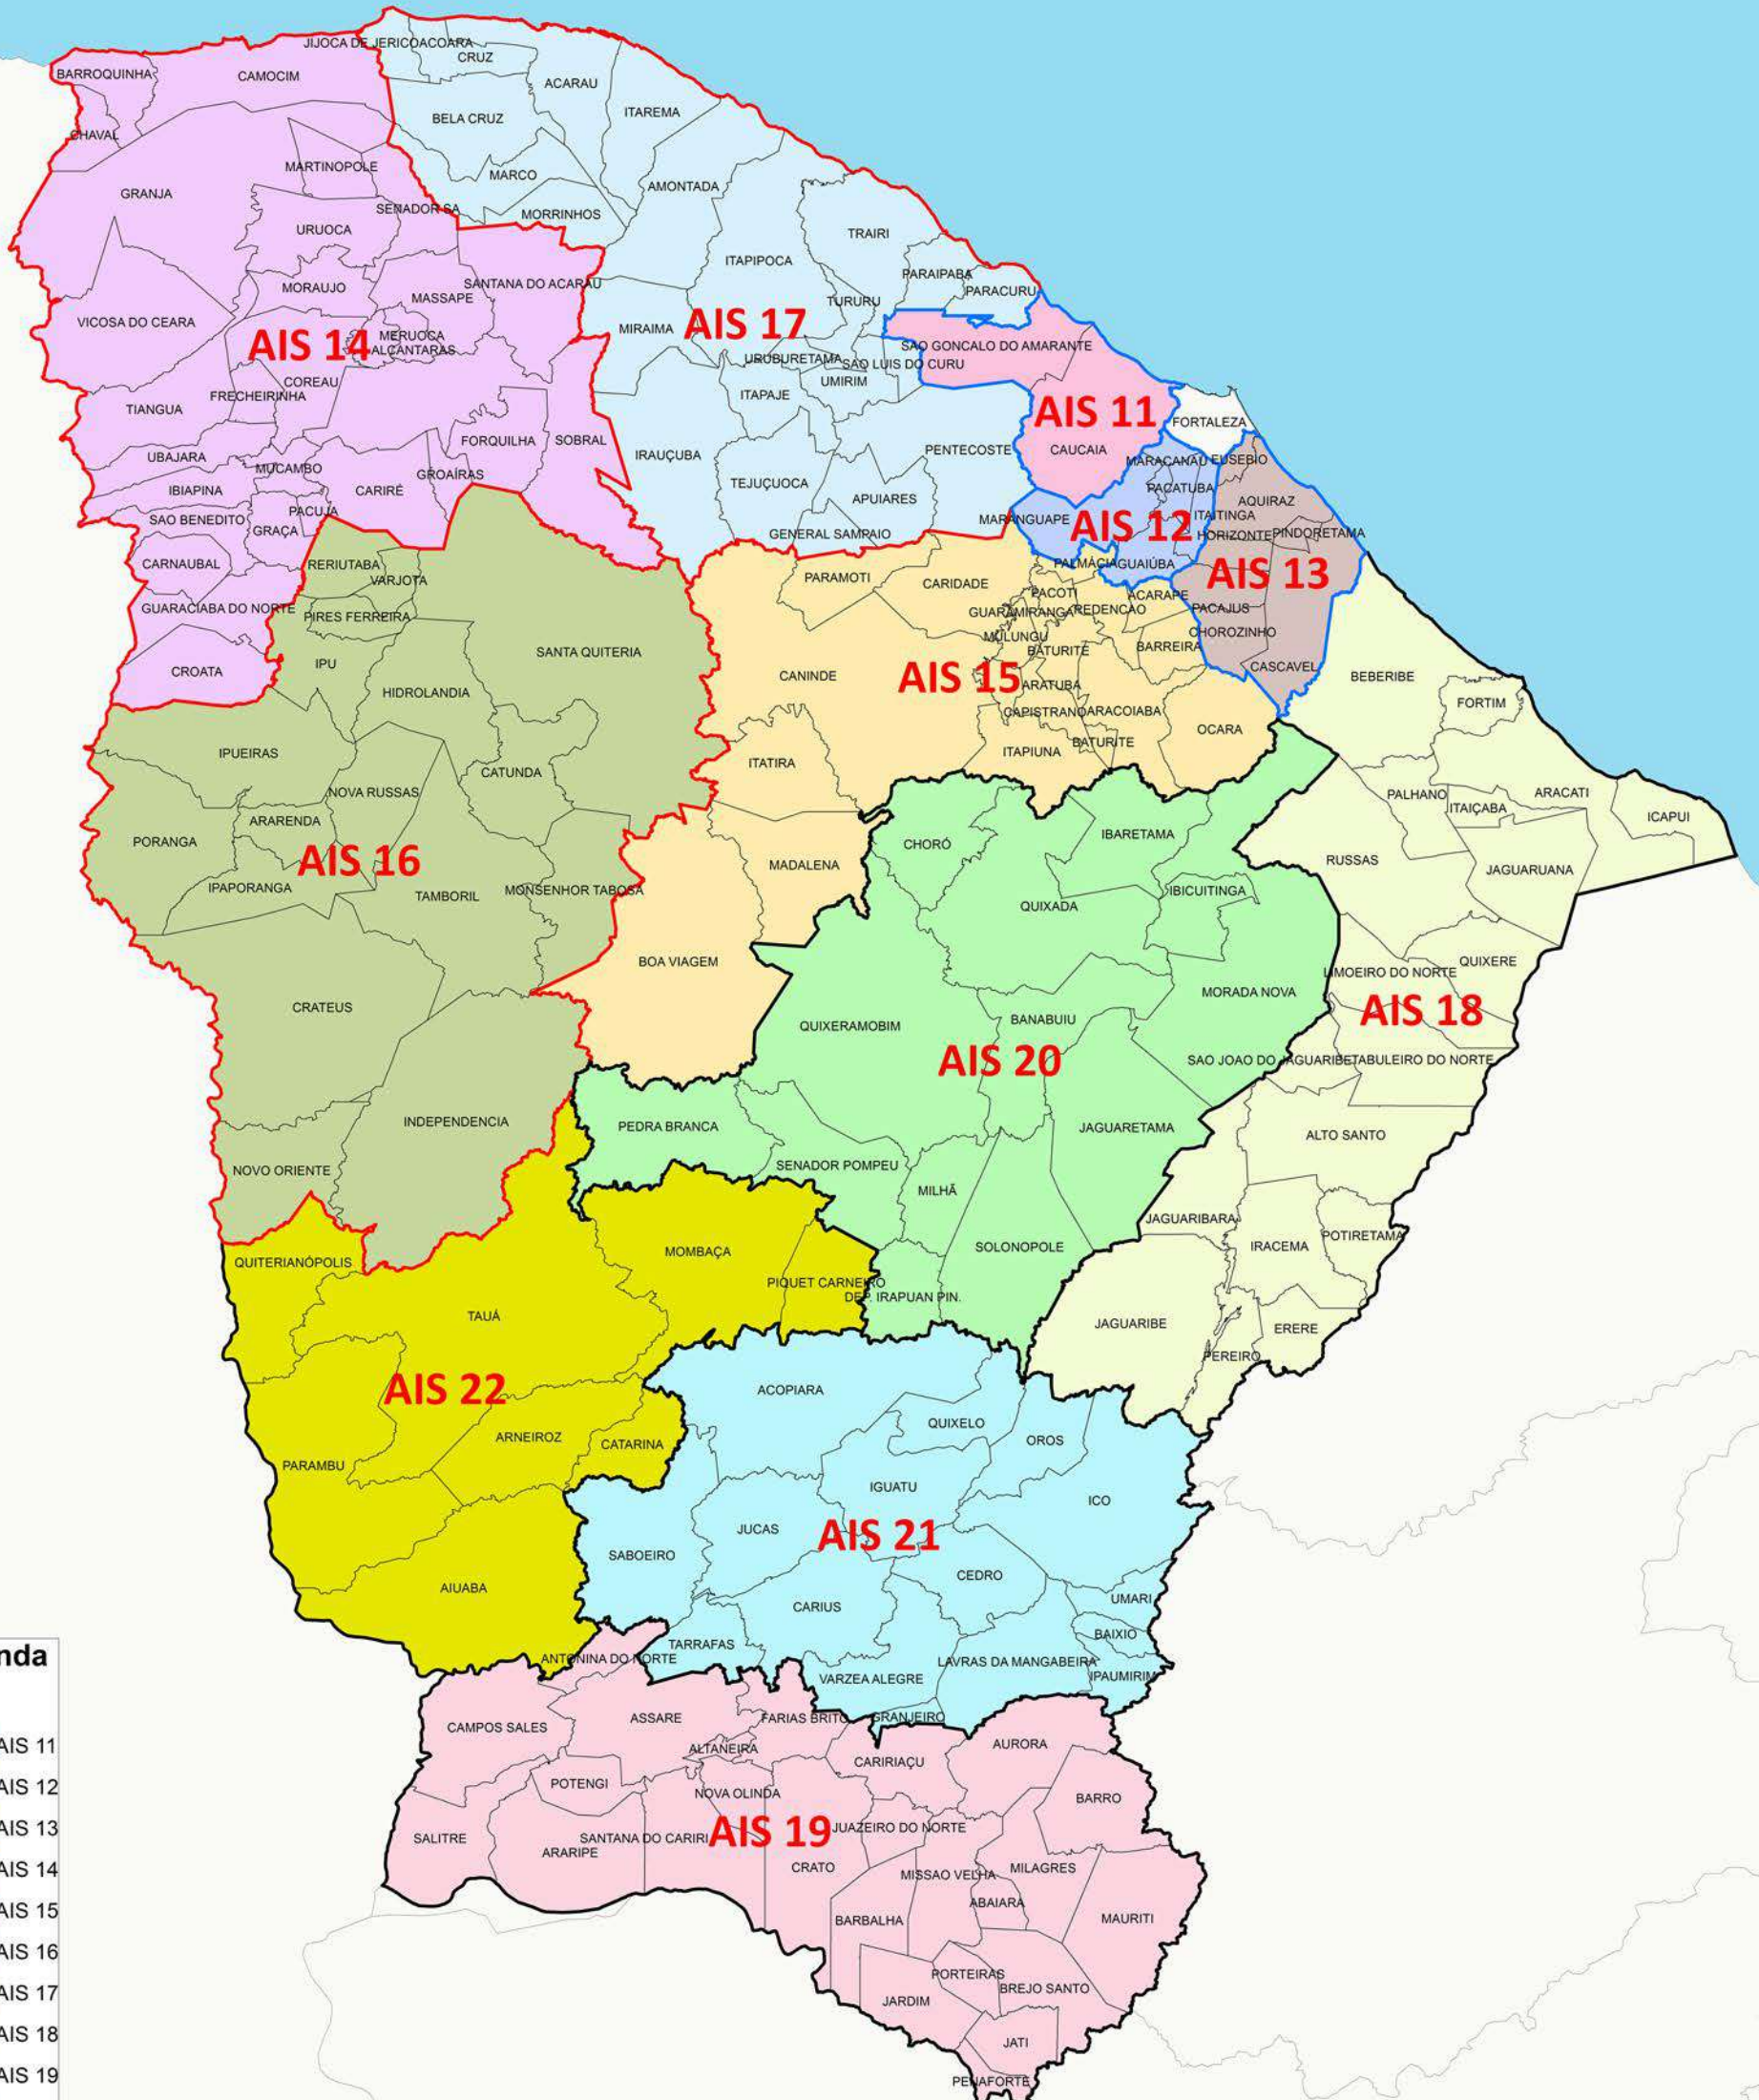 JIJOCA DE JERICOACOARA
CRUZ
BARROQUINHA
CAMOCIM
ACARAU
ITAREMA
BELA CRUZ
CHAVAL
MARTINOPOLE
MARCO
GRANJA
AMONTADA
SENADOR SA
MORRINHOS
URUOCA
TRAIRI
ITAPIPOCA
PARAIPABA
MORAUJO
SANTANA DO ACARAU
PARACURU
MASSAPE
TURURU
VICOSA DO CEARA
AIS 17
MIRAIMA
MERUOCA
AIS 14
ALCANTARAS
SAO GONCALO DO AMARANTE
URUBURETAMA
SAO LUIS DO CURU
COREAU
UMIRIM
FRECHEIRINHA
ITAPAJE
TIANGUA
AIS 11
FORTALEZA
FORQUILHA
SOBRAL
CAUCAIA
PENTECOSTE
UBAJARA
IRAUÇUBA
MARACANAU
EUSEBIO
MUCAMBO
GROAÍRAS
TEJUÇUOCA
IBIAPINA
CARIRÉ
PACATUBA
APUIARES
AQUIRAZ
PACUJA
SAO BENEDITO
MARANGUAPE
ITAITINGA
GRAÇA
AIS 12
GENERAL SAMPAIO
HORIZONTE
PINDORETAMA
CARNAUBAL
RERIUTABA
PALMÁCIA
GUAIÚBA
VARJOTA
PARAMOTI
CARIDADE
AIS 13
PACOTI
ACARAPE
GUARACIABA DO NORTE
PIRES FERREIRA
GUARAMIRANGA
REDENCAO
PACAJUS
MULUNGU
CHOROZINHO
BATURITÉ
BARREIRA
SANTA QUITERIA
IPU
CROATA
CASCAVEL
CANINDE
AIS 15
BEBERIBE
ARATUBA
HIDROLANDIA
FORTIM
CAPISTRANO
ARACOIABA
OCARA
BATURITE
IPUEIRAS
ITAPIUNA
ITATIRA
CATUNDA
NOVA RUSSAS
PALHANO
ARACATI
ITAIÇABA
ICAPUI
ARARENDA
IBARETAMA
PORANGA
CHORÓ
AIS 16
MADALENA
RUSSAS
JAGUARUANA
IPAPORANGA
MONSENHOR TABOSA
IBICUITINGA
TAMBORIL
QUIXADA
BOA VIAGEM
QUIXERE
LIMOEIRO DO NORTE
MORADA NOVA
CRATEUS
AIS 18
BANABUIU
QUIXERAMOBIM
AIS 20
SAO JOAO DO JAGUARIBE
TABULEIRO DO NORTE
INDEPENDENCIA
PEDRA BRANCA
JAGUARETAMA
ALTO SANTO
SENADOR POMPEU
NOVO ORIENTE
MILHÃ
JAGUARIBARA
POTIRETAMA
IRACEMA
SOLONOPOLE
MOMBAÇA
QUITERIANÓPOLIS
PIQUET CARNEIRO
DEP. IRAPUAN PIN.
TAUÁ
JAGUARIBE
ERERE
PEREIRO
AIS 22
ACOPIARA
QUIXELO
ARNEIROZ
OROS
CATARINA
PARAMBU
IGUATU
ICO
JUCAS
AIS 21
SABOEIRO
CEDRO
AIUABA
UMARI
CARIUS
BAIXIO
TARRAFAS
ANTONINA DO NORTE
LAVRAS DA MANGABEIRA
IPAUMIRIM
VARZEA ALEGRE
GRANJEIRO
FARIAS BRITO
ASSARE
CAMPOS SALES
AURORA
ALTANEIRA
CARIRIAÇU
POTENGI
NOVA OLINDA
BARRO
JUAZEIRO DO NORTE
AIS 19
SALITRE
SANTANA DO CARIRI
ARARIPE
CRATO
MILAGRES
MISSAO VELHA
ABAIARA
BARBALHA
MAURITI
PORTEIRAS
BREJO SANTO
JARDIM
JATI
PENAFORTE
nda
AIS 11
AIS 12
AIS 13
AIS 14
AIS 15
AIS 16
AIS 17
AIS 18
AIS 19